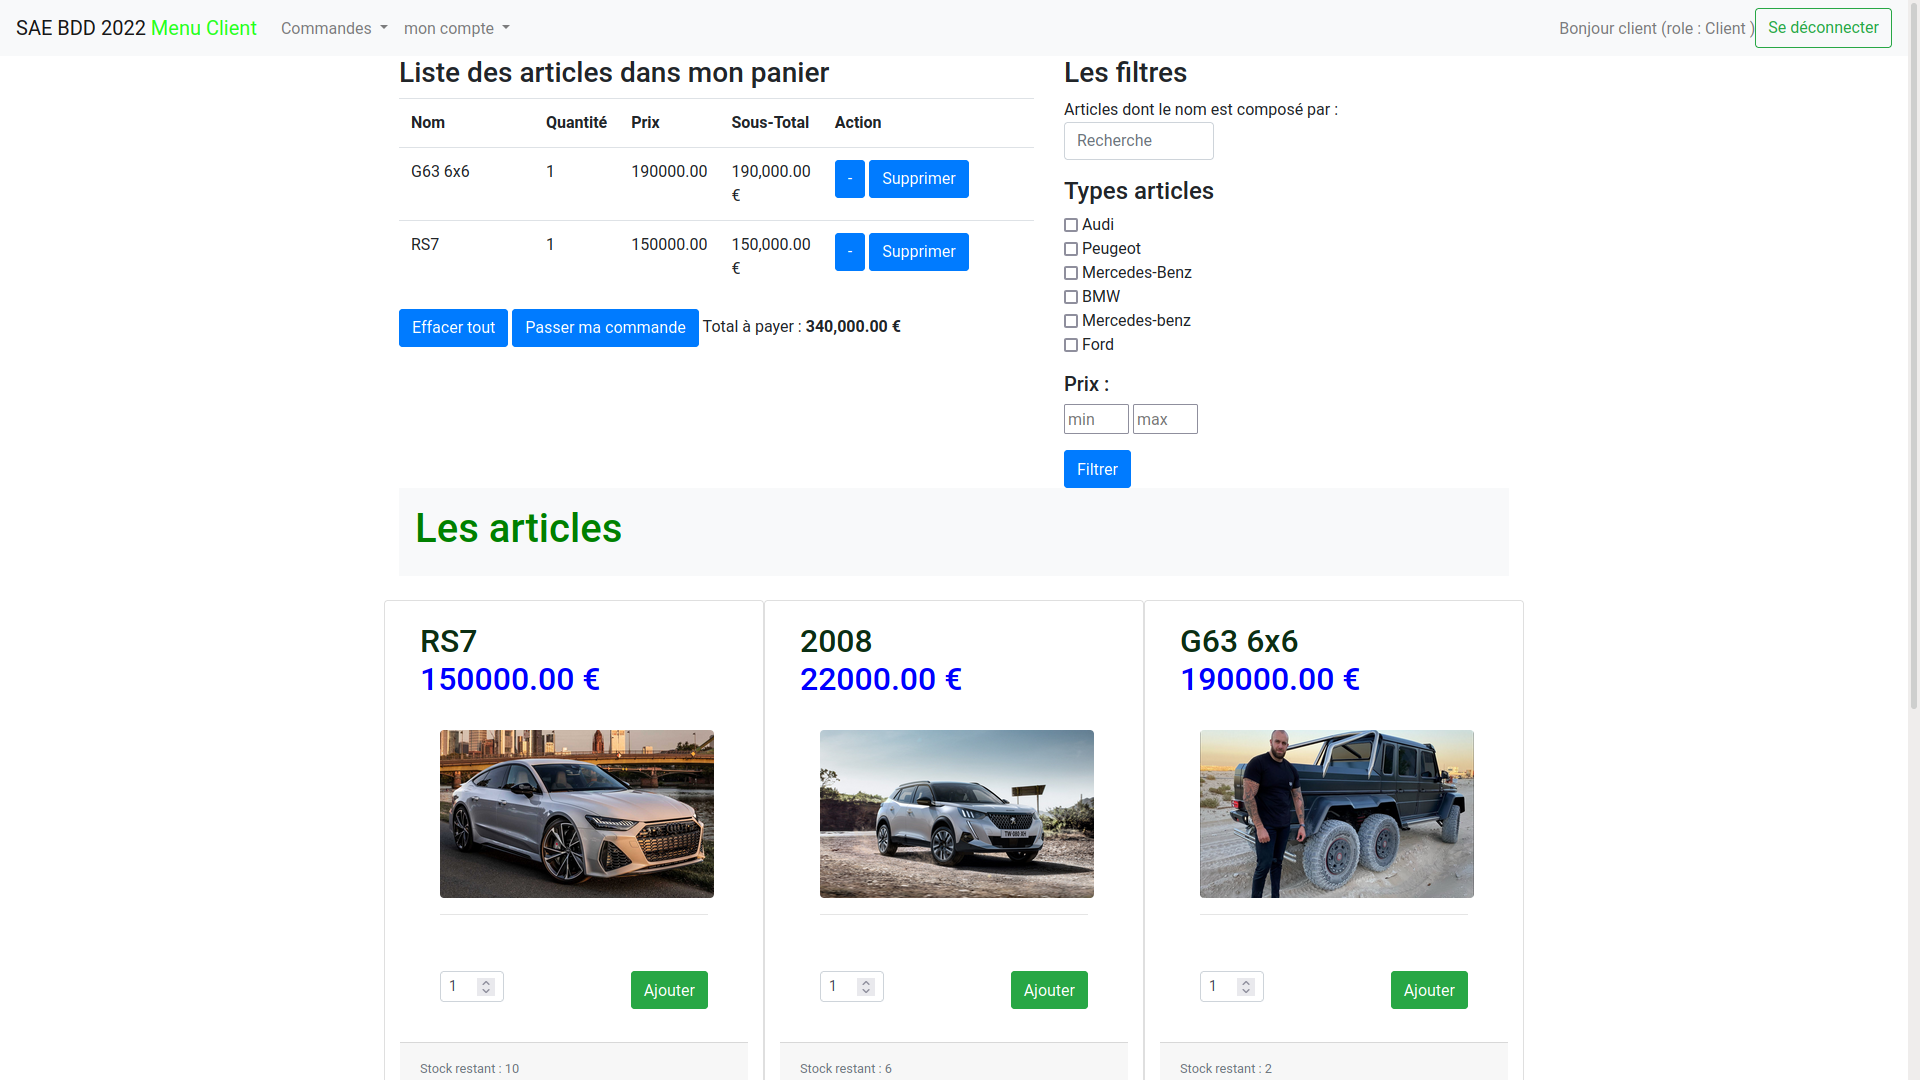 SAE BDD 2022 Menu Client Commandes mon compte Bonjour client (role : Client ) Se déconnecter
Liste des articles dans mon panier
Nom Quantité Prix Sous-Total Action
G63 6x6 1 190000.00 190,000.00 € - Supprimer
RS7 1 150000.00 150,000.00 € - Supprimer
Effacer tout Passer ma commande Total à payer : 340,000.00 €
Les filtres
Articles dont le nom est composé par :
Recherche
Types articles
Audi
Peugeot
Mercedes-Benz
BMW
Mercedes-benz
Ford
Prix :
min max
Filtrer
Les articles
RS7
150000.00 €
1 Ajouter
Stock restant : 10
2008
22000.00 €
1 Ajouter
Stock restant : 6
G63 6x6
190000.00 €
1 Ajouter
Stock restant : 2